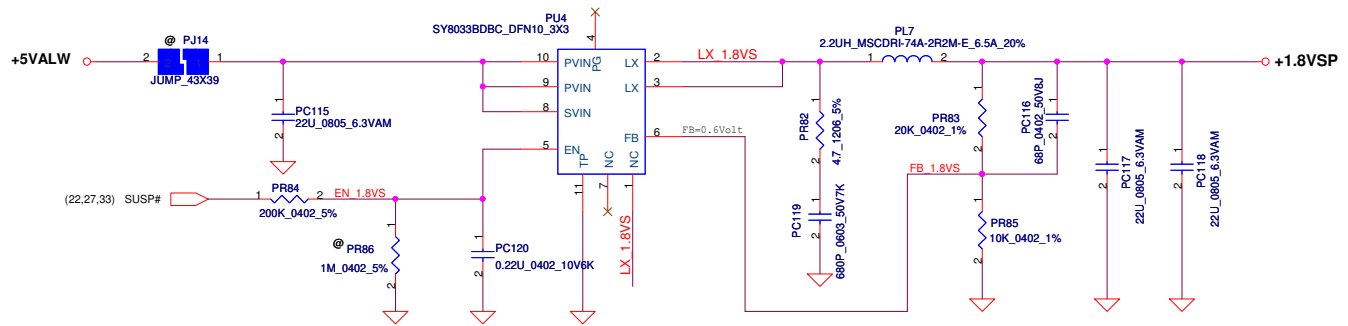 PU4
SY8033BDBC_DFN10_3X3
+5VALW
2
@ PJ14
1
2
1
JUMP_43X39
1
PC115
22U_0805_6.3VAM
2
4
PG
10
PVIN
9
PVIN
8
SVIN
5
EN
TP
NC
NC
11
7
1
LX
2
LX
3
FB
6
LX_1.8VS
FB=0.6Volt
LX_1.8VS
PL7
2.2UH_MSCDRI-74A-2R2M-E_6.5A_20%
1
2
+1.8VSP
1
PR82
4.7_1206_5%
2
1
PC119
680P_0603_50V7K
2
1
PR83
20K_0402_1%
2
1
PC116
68P_0402_50V8J
2
FB_1.8VS
1
PR85
10K_0402_1%
2
1
PC117
22U_0805_6.3VAM
2
1
PC118
22U_0805_6.3VAM
2
(22,27,33) SUSP#
1
PR84
2
200K_0402_5%
EN_1.8VS
1
@
PR86
1M_0402_5%
2
1
PC120
0.22U_0402_10V6K
2